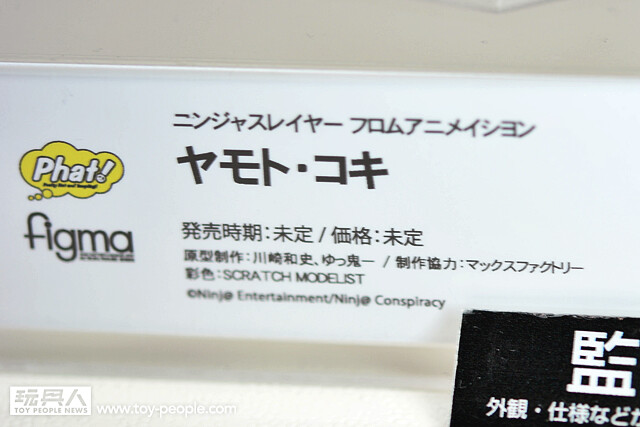 ニンジャスレイヤー フロムアニメイシヨン
ヤモト・コキ
Phat!
figma
発売時期:未定 / 価格:未定
原型制作:川崎和史、ゆっ鬼一 / 制作協力:マックスファクトリー
彩色:SCRATCH MODELIST
©Ninj@ Entertainment/Ninj@ Conspiracy
監
外観・仕様などが
玩具人
TOY PEOPLE NEWS
www.toy-people.com